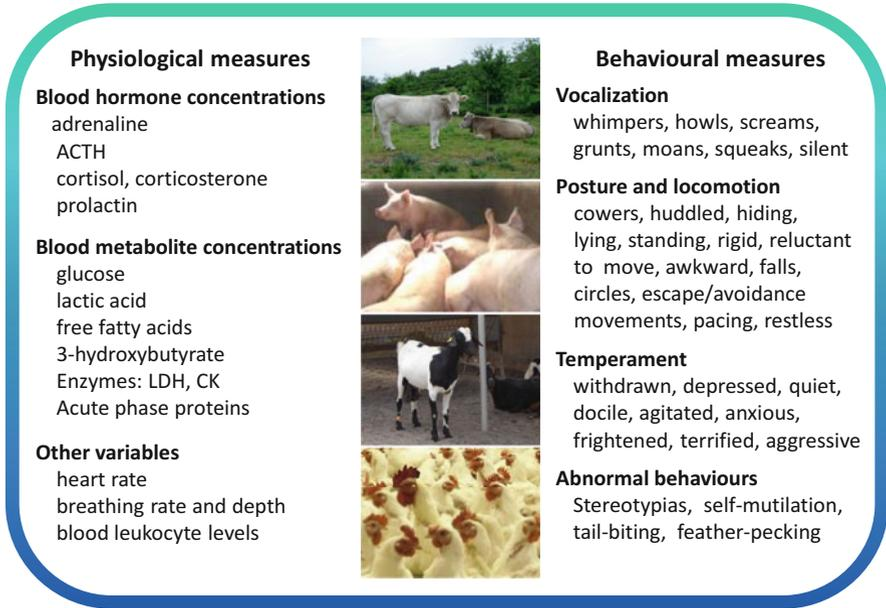 Physiological measures
Blood hormone concentrations
adrenaline
ACTH
cortisol, corticosterone
prolactin
Blood metabolite concentrations
glucose
lactic acid
free fatty acids
3-hydroxybutyrate
Enzymes: LDH, CK
Acute phase proteins
Other variables
heart rate
breathing rate and depth
blood leukocyte levels
Behavioural measures
Vocalization
whimpers, howls, screams,
grunts, moans, squeaks, silent
Posture and locomotion
cowers, huddled, hiding,
lying, standing, rigid, reluctant
to move, awkward, falls,
circles, escape/avoidance
movements, pacing, restless
Temperament
withdrawn, depressed, quiet,
docile, agitated, anxious,
frightened, terrified, aggressive
Abnormal behaviours
Stereotypias, self-mutilation,
tail-biting, feather-pecking